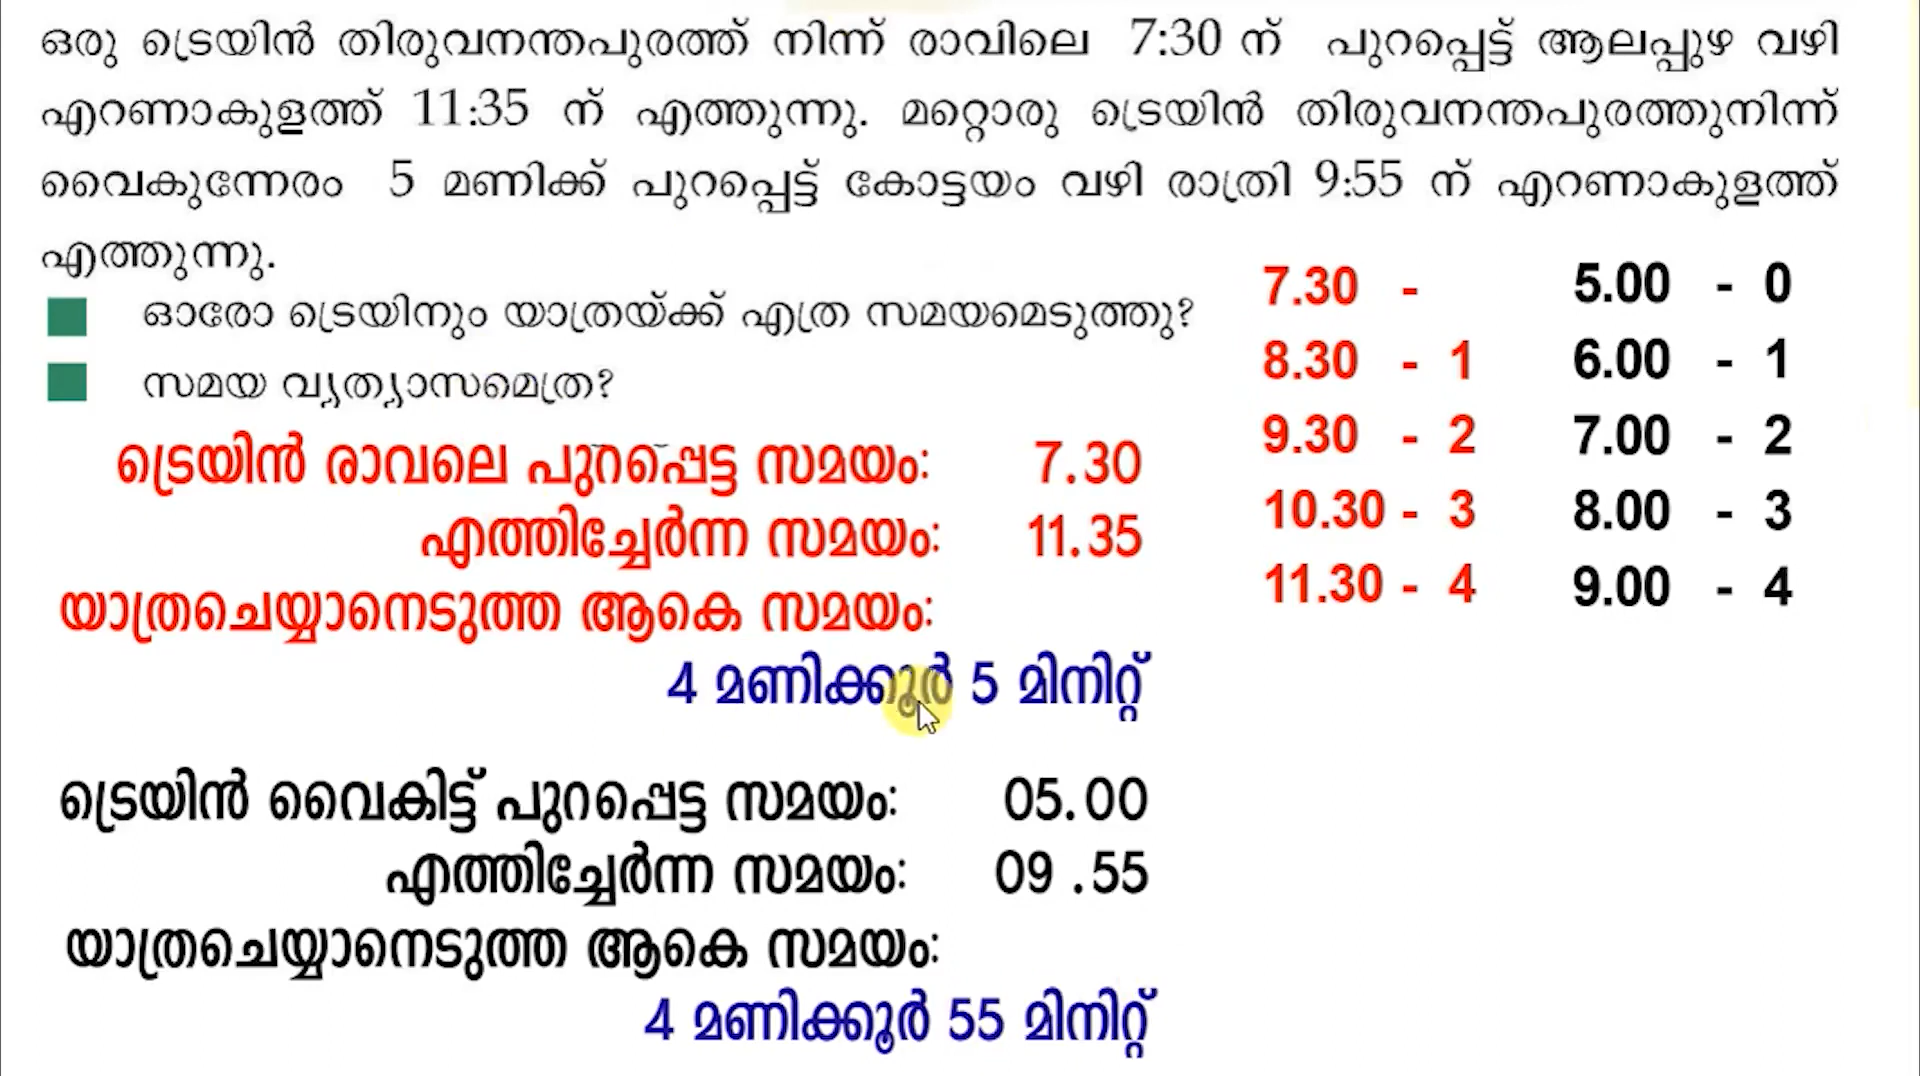 ഒരു ട്രെയിൻ തിരുവനന്തപുരത്ത് നിന്ന് രാവിലെ 7:30 ന് പുറപ്പെട്ട് ആലപ്പുഴ വഴി
എറണാകുളത്ത് 11:35 ന് എത്തുന്നു. മറ്റൊരു ട്രെയിൻ തിരുവനന്തപുരത്തുനിന്ന്
വൈകുന്നേരം 5 മണിക്ക് പുറപ്പെട്ട് കോട്ടയം വഴി രാത്രി 9:55 ന് എറണാകുളത്ത്
എത്തുന്നു.
ഓരോ ട്രെയിനും യാത്രയ്ക്ക് എത്ര സമയമെടുത്തു?
സമയ വ്യത്യാസമെത്ര?
ട്രെയിൻ രാവലെ പുറപ്പെട്ട സമയം: 7.30
എത്തിച്ചേർന്ന സമയം: 11.35
യാത്രചെയ്യാനെടുത്ത ആകെ സമയം:
4 മണിക്കൂർ 5 മിനിറ്റ്
ട്രെയിൻ വൈകിട്ട് പുറപ്പെട്ട സമയം: 05.00
എത്തിച്ചേർന്ന സമയം: 09 .55
യാത്രചെയ്യാനെടുത്ത ആകെ സമയം:
4 മണിക്കൂർ 55 മിനിറ്റ്
7.30 -
8.30 - 1
9.30 - 2
10.30 - 3
11.30 - 4
5.00 - 0
6.00 - 1
7.00 - 2
8.00 - 3
9.00 - 4